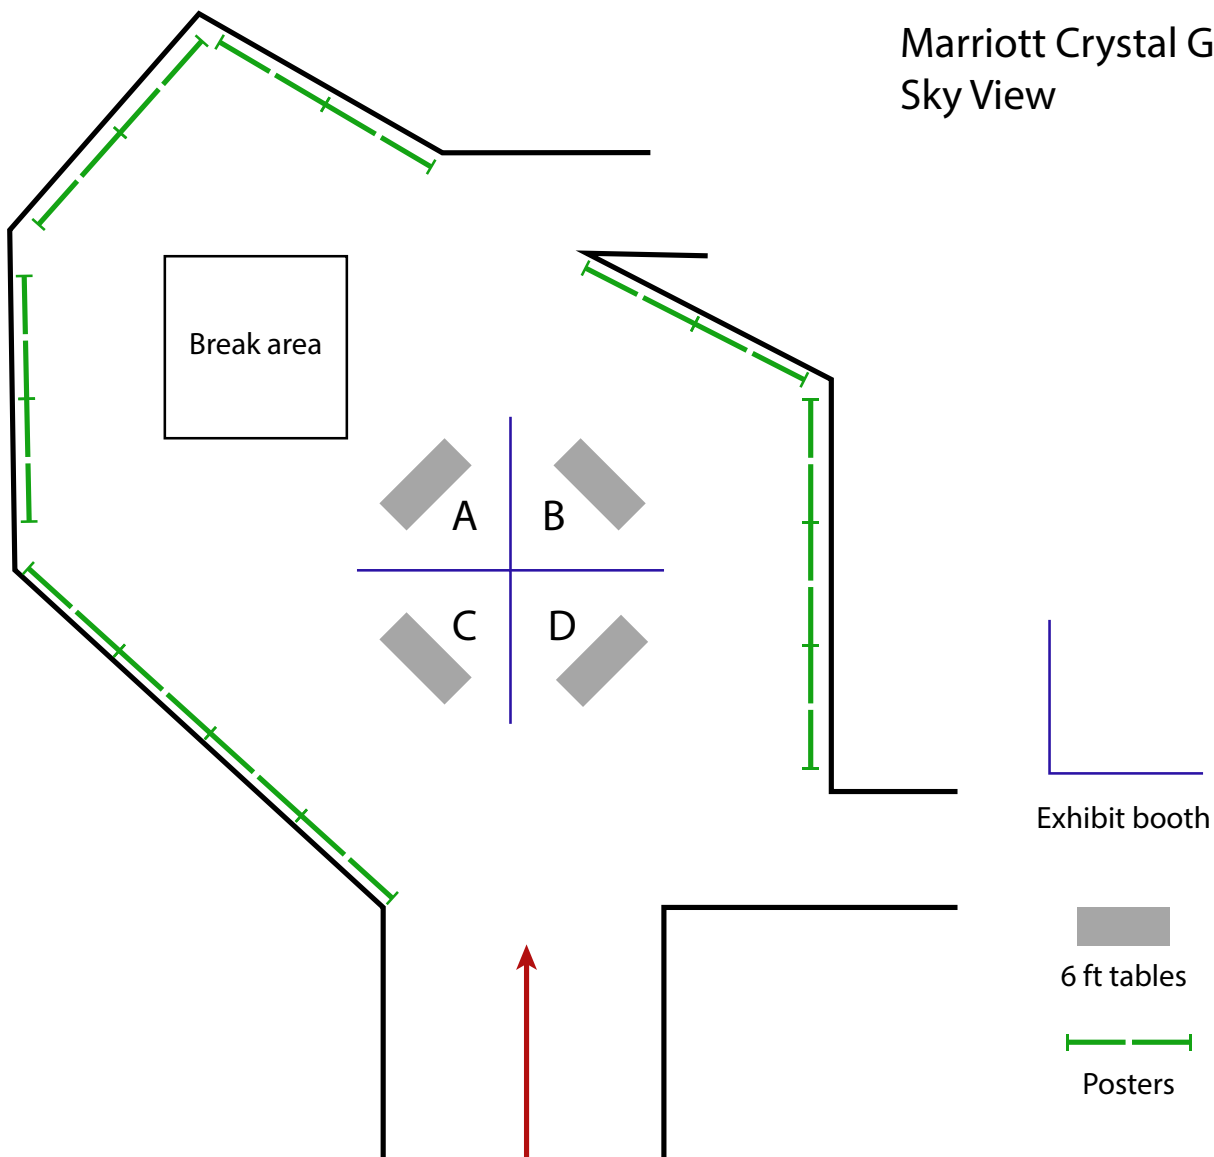 Marriott Crystal G
Sky View
Break area
A
B
C
D
Exhibit booth
6 ft tables
Posters